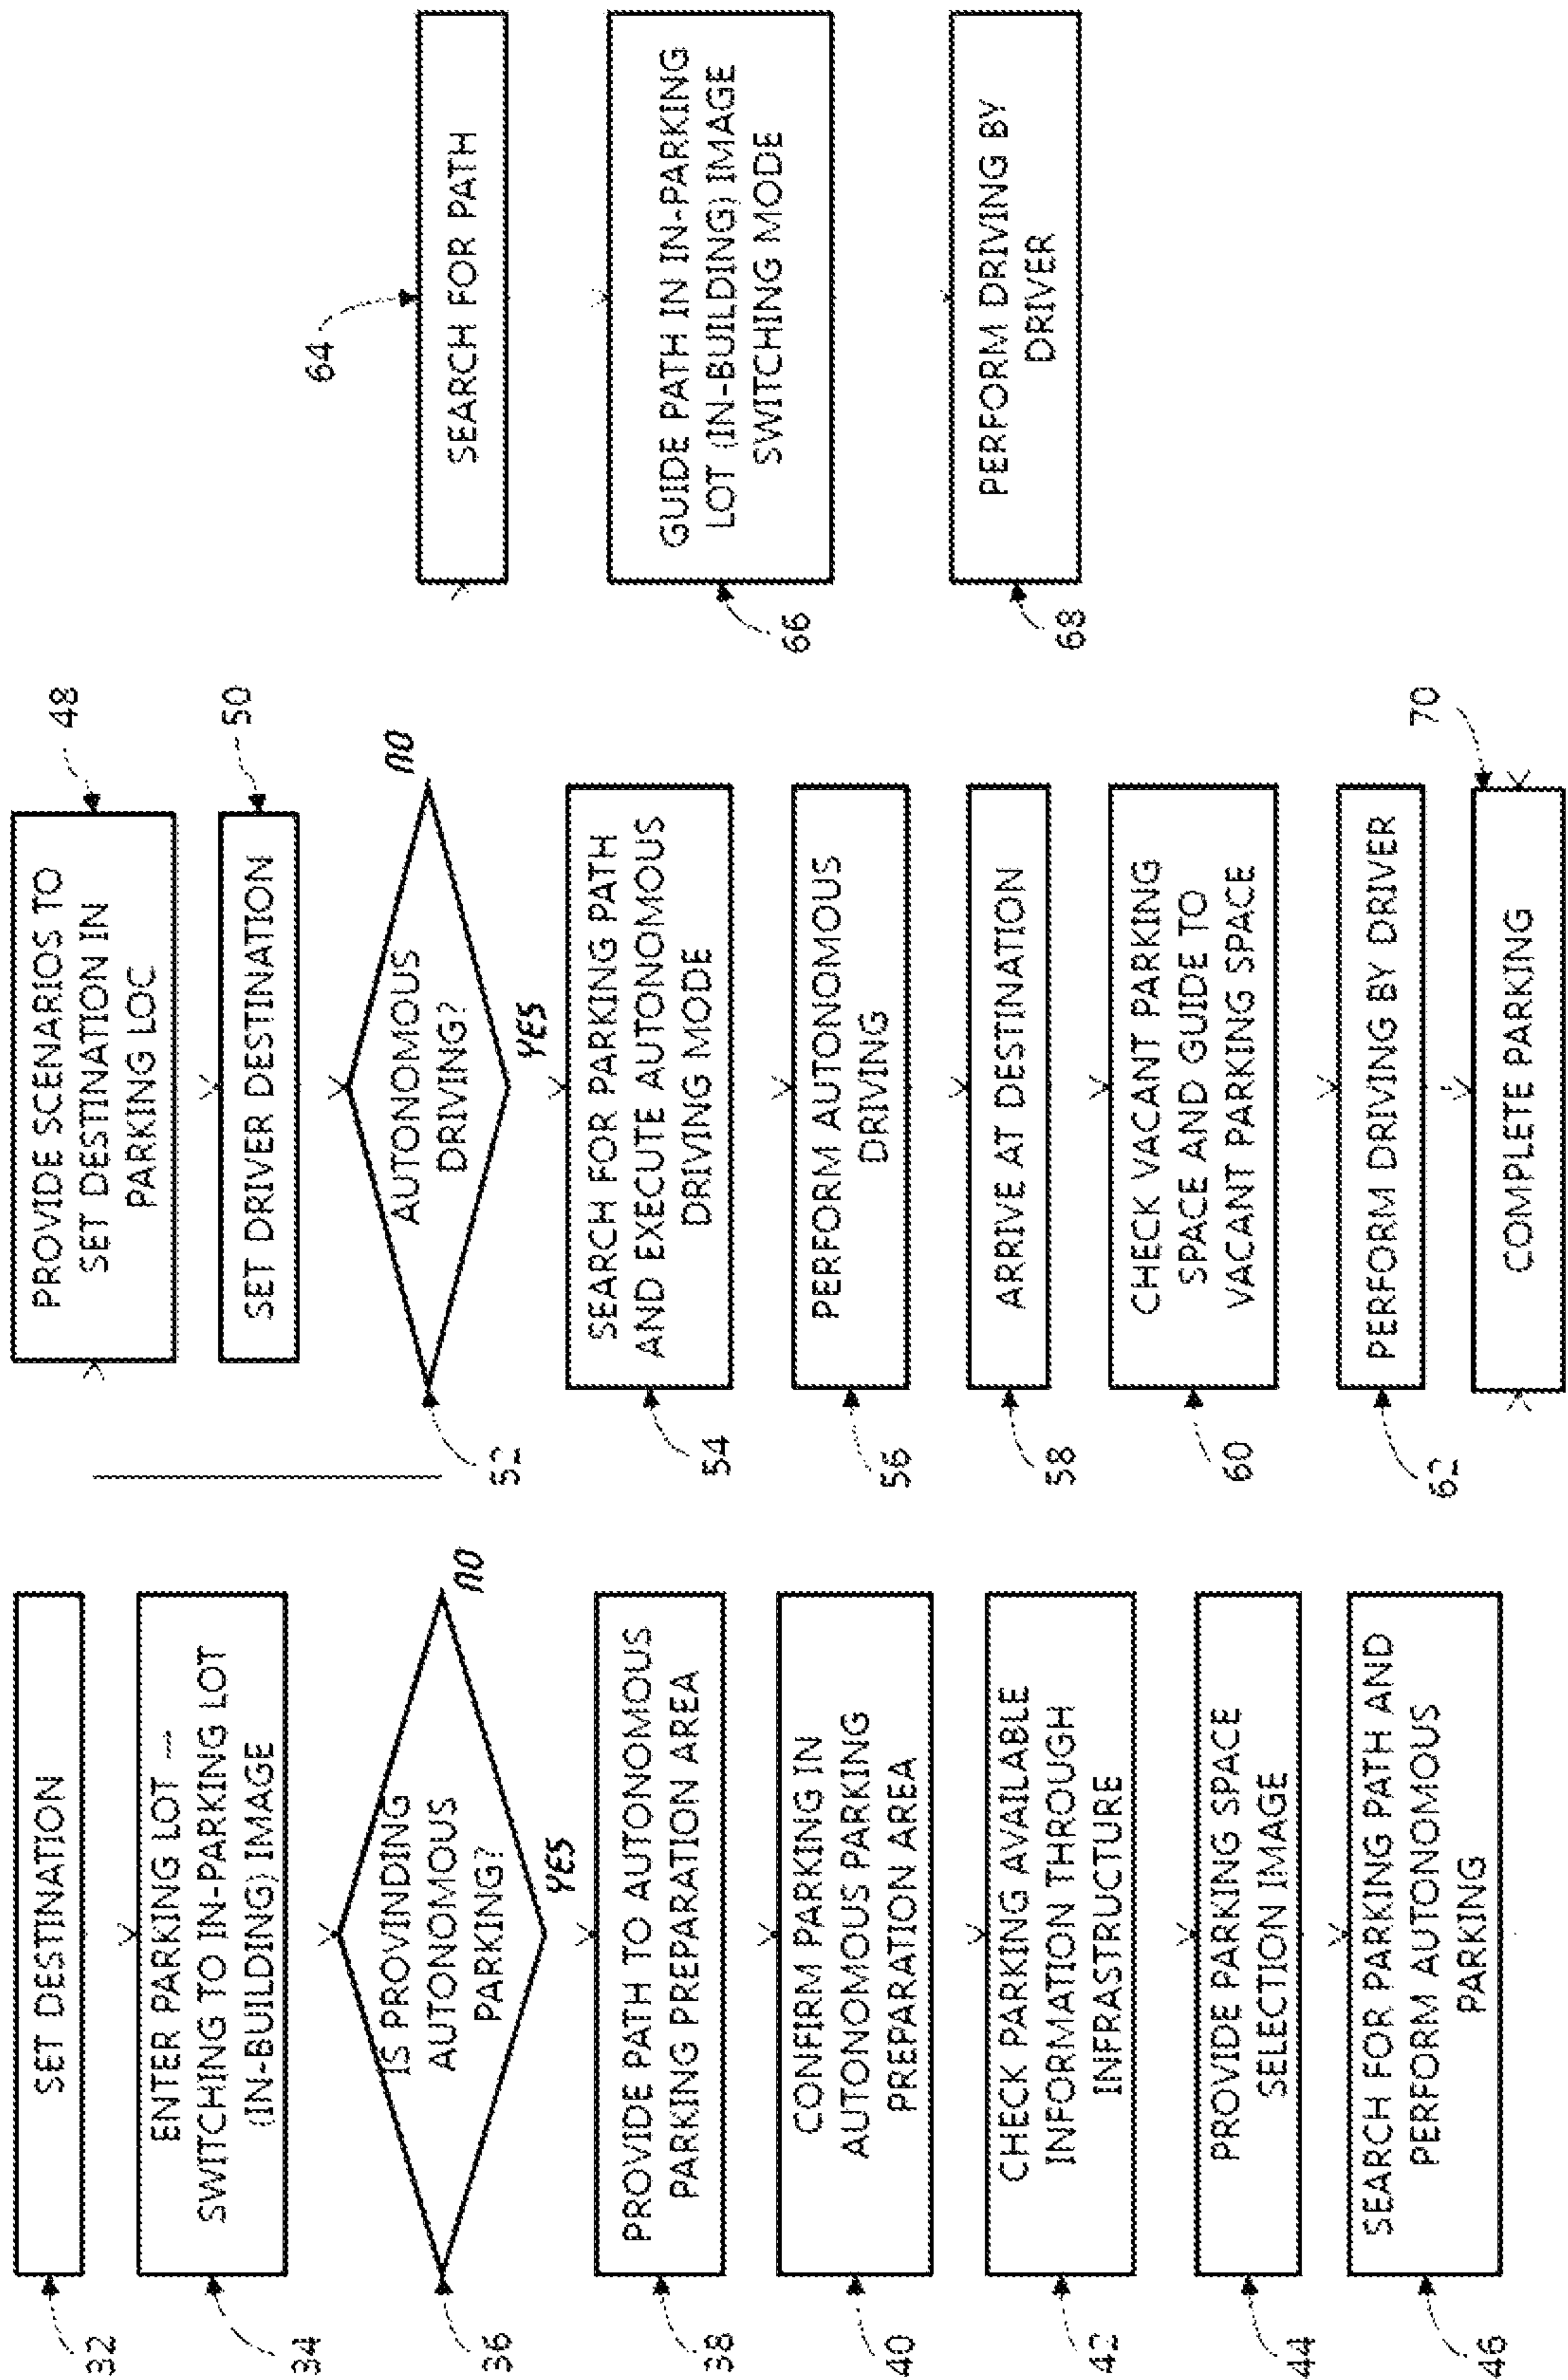 32
SET DESTINATION
34
ENTER PARKING LOT —
SWITCHING TO IN-PARKING LOT
(IN-BUILDING) IMAGE
36
IS PROVINDING
AUTONOMOUS
PARKING?
NO
YES
38
PROVIDE PATH TO AUTONOMOUS
PARKING PREPARATION AREA
40
CONFIRM PARKING IN
AUTONOMOUS PARKING
PREPARATION AREA
42
CHECK PARKING AVAILABLE
INFORMATION THROUGH
INFRASTRUCTURE
44
PROVIDE PARKING SPACE
SELECTION IMAGE
46
SEARCH FOR PARKING PATH AND
PERFORM AUTONOMOUS
PARKING
48
PROVIDE SCENARIOS TO
SET DESTINATION IN
PARKING LOC
50
SET DRIVER DESTINATION
52
AUTONOMOUS
DRIVING?
NO
YES
54
SEARCH FOR PARKING PATH
AND EXECUTE AUTONOMOUS
DRIVING MODE
56
PERFORM AUTONOMOUS
DRIVING
58
ARRIVE AT DESTINATION
60
CHECK VACANT PARKING
SPACE AND GUIDE TO
VACANT PARKING SPACE
62
PERFORM DRIVING BY DRIVER
70
COMPLETE PARKING
64
SEARCH FOR PATH
66
GUIDE PATH IN IN-PARKING
LOT (IN-BUILDING) IMAGE
SWITCHING MODE
68
PERFORM DRIVING BY
DRIVER